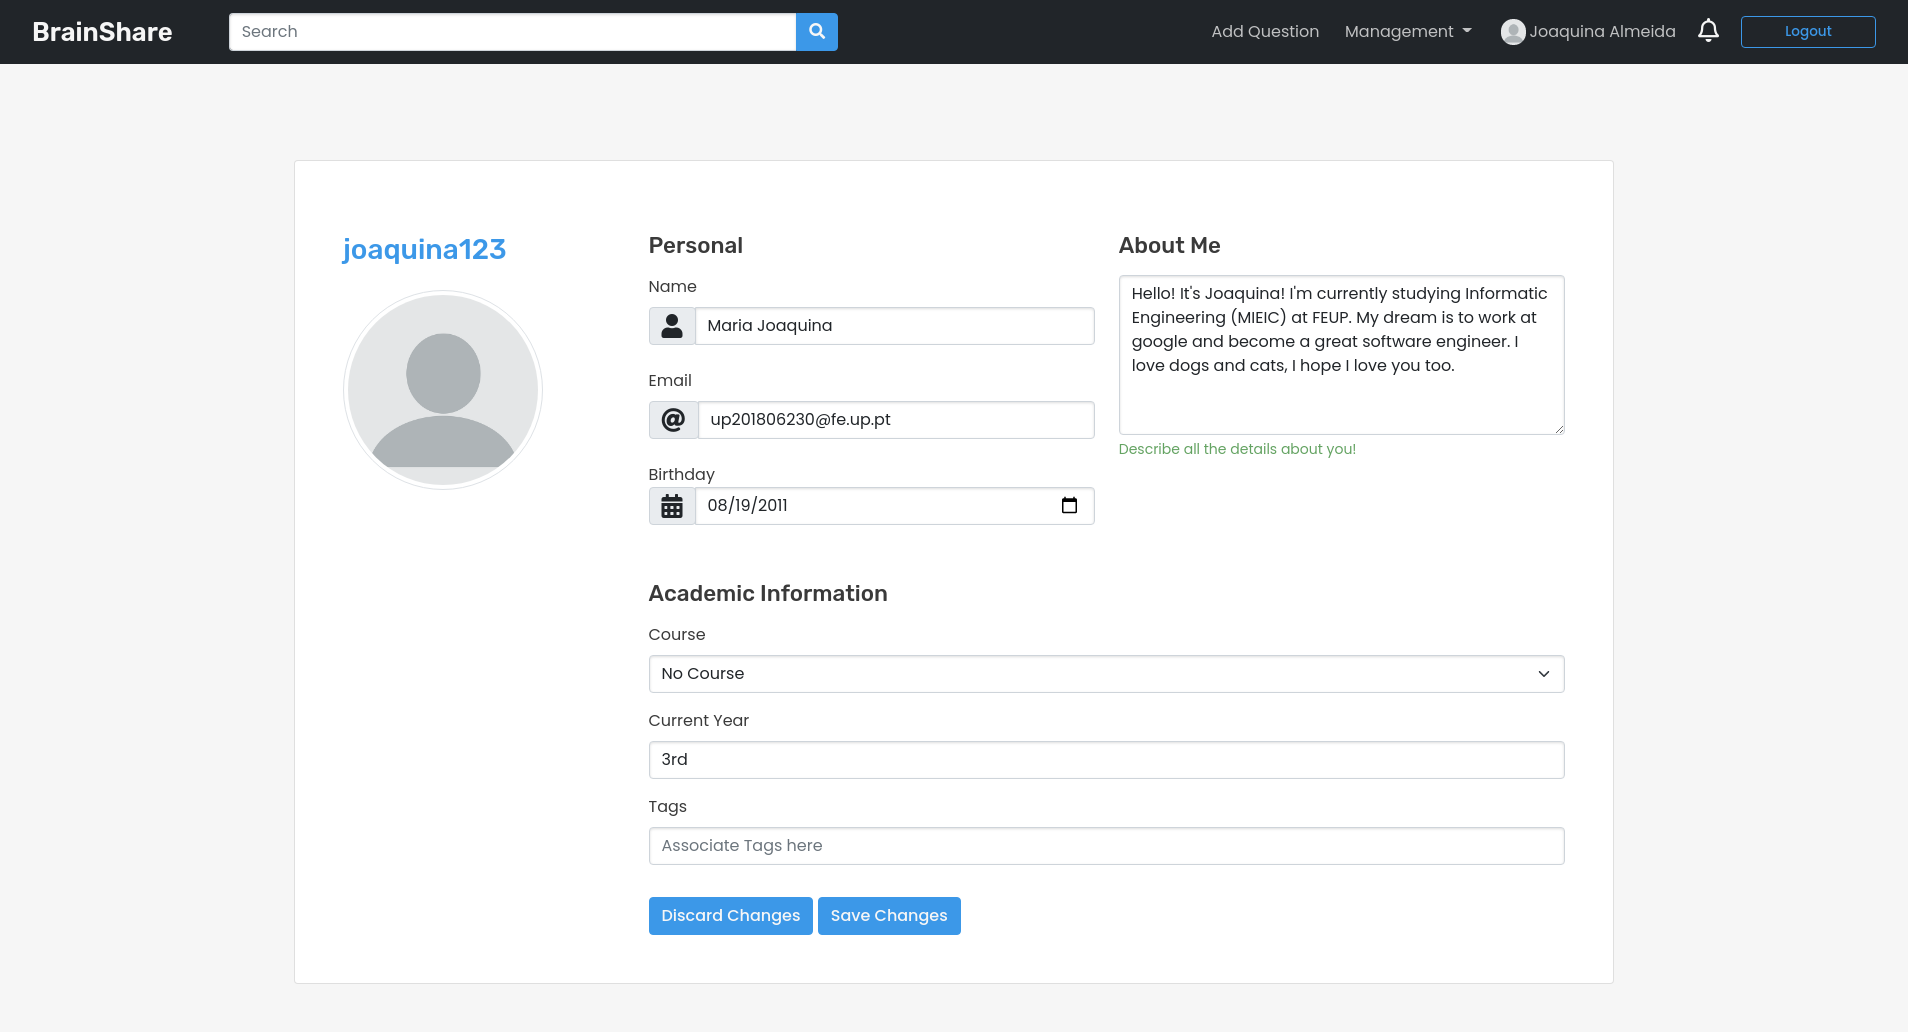 BrainShare
Search
Add Question
Management
Joaquina Almeida
Logout
joaquina123
Personal
Name
Maria Joaquina
Email
@
up201806230@fe.up.pt
Birthday
08/19/2011
About Me
Hello! It's Joaquina! I'm currently studying Informatic
Engineering (MIEIC) at FEUP. My dream is to work at
google and become a great software engineer. I
love dogs and cats, I hope I love you too.
Describe all the details about you!
Academic Information
Course
No Course
Current Year
3rd
Tags
Associate Tags here
Discard Changes
Save Changes